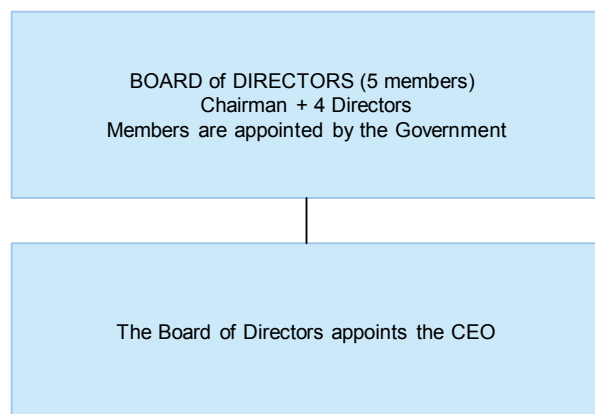 BOARD of DIRECTORS (5 members)
Chairman + 4 Directors
Members are appointed by the Government
The Board of Directors appoints the CEO